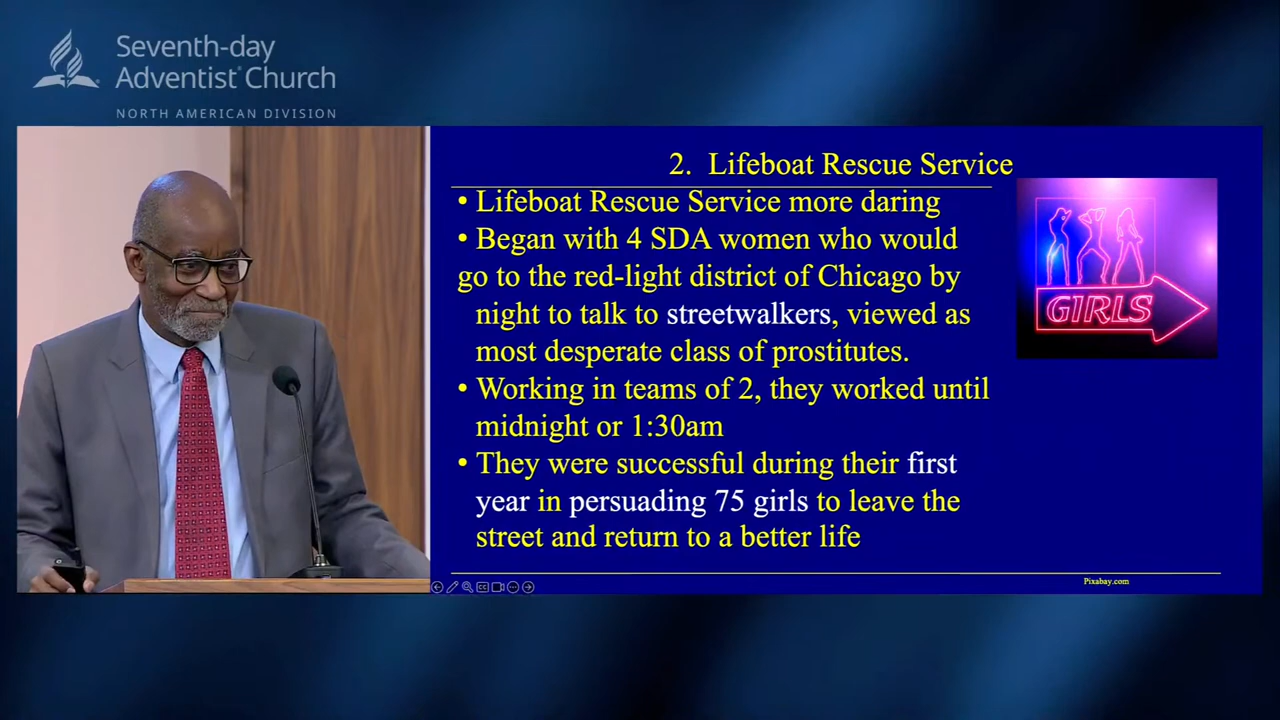 Seventh-day
Adventist® Church
NORTH AMERICAN DIVISION
2. Lifeboat Rescue Service
• Lifeboat Rescue Service more daring
• Began with 4 SDA women who would
go to the red-light district of Chicago by
night to talk to streetwalkers, viewed as
most desperate class of prostitutes.
• Working in teams of 2, they worked until
midnight or 1:30am
• They were successful during their first
year in persuading 75 girls to leave the
street and return to a better life
GIRLS
Pixabay.com